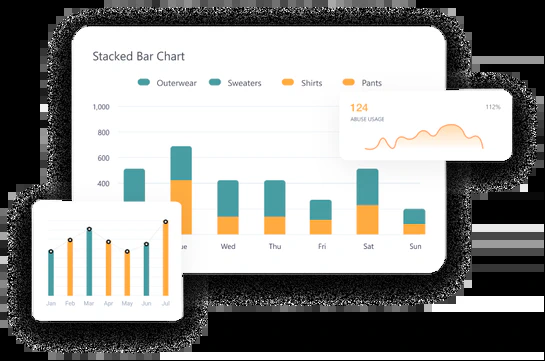 Stacked Bar Chart
Outerwear Sweaters Shirts Pants
1,000
800
600
400
124
112%
ABUSE USAGE
ue Wed Thu Fri Sat Sun
Jan Feb Mar Apr May Jun Jul